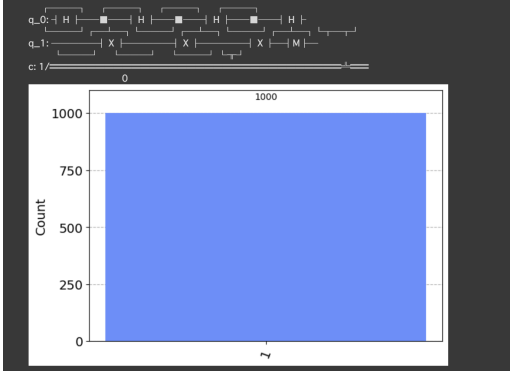 q_0: ┤ H ├──■──┤ H ├──■──┤ H ├──■──┤ H ├
q_1: ─────┤ X ├─────┤ X ├─────┤ X ├─┤ M ├
c: 1/══════════════════
0
1000
1000
750
500
250
0
Count
1